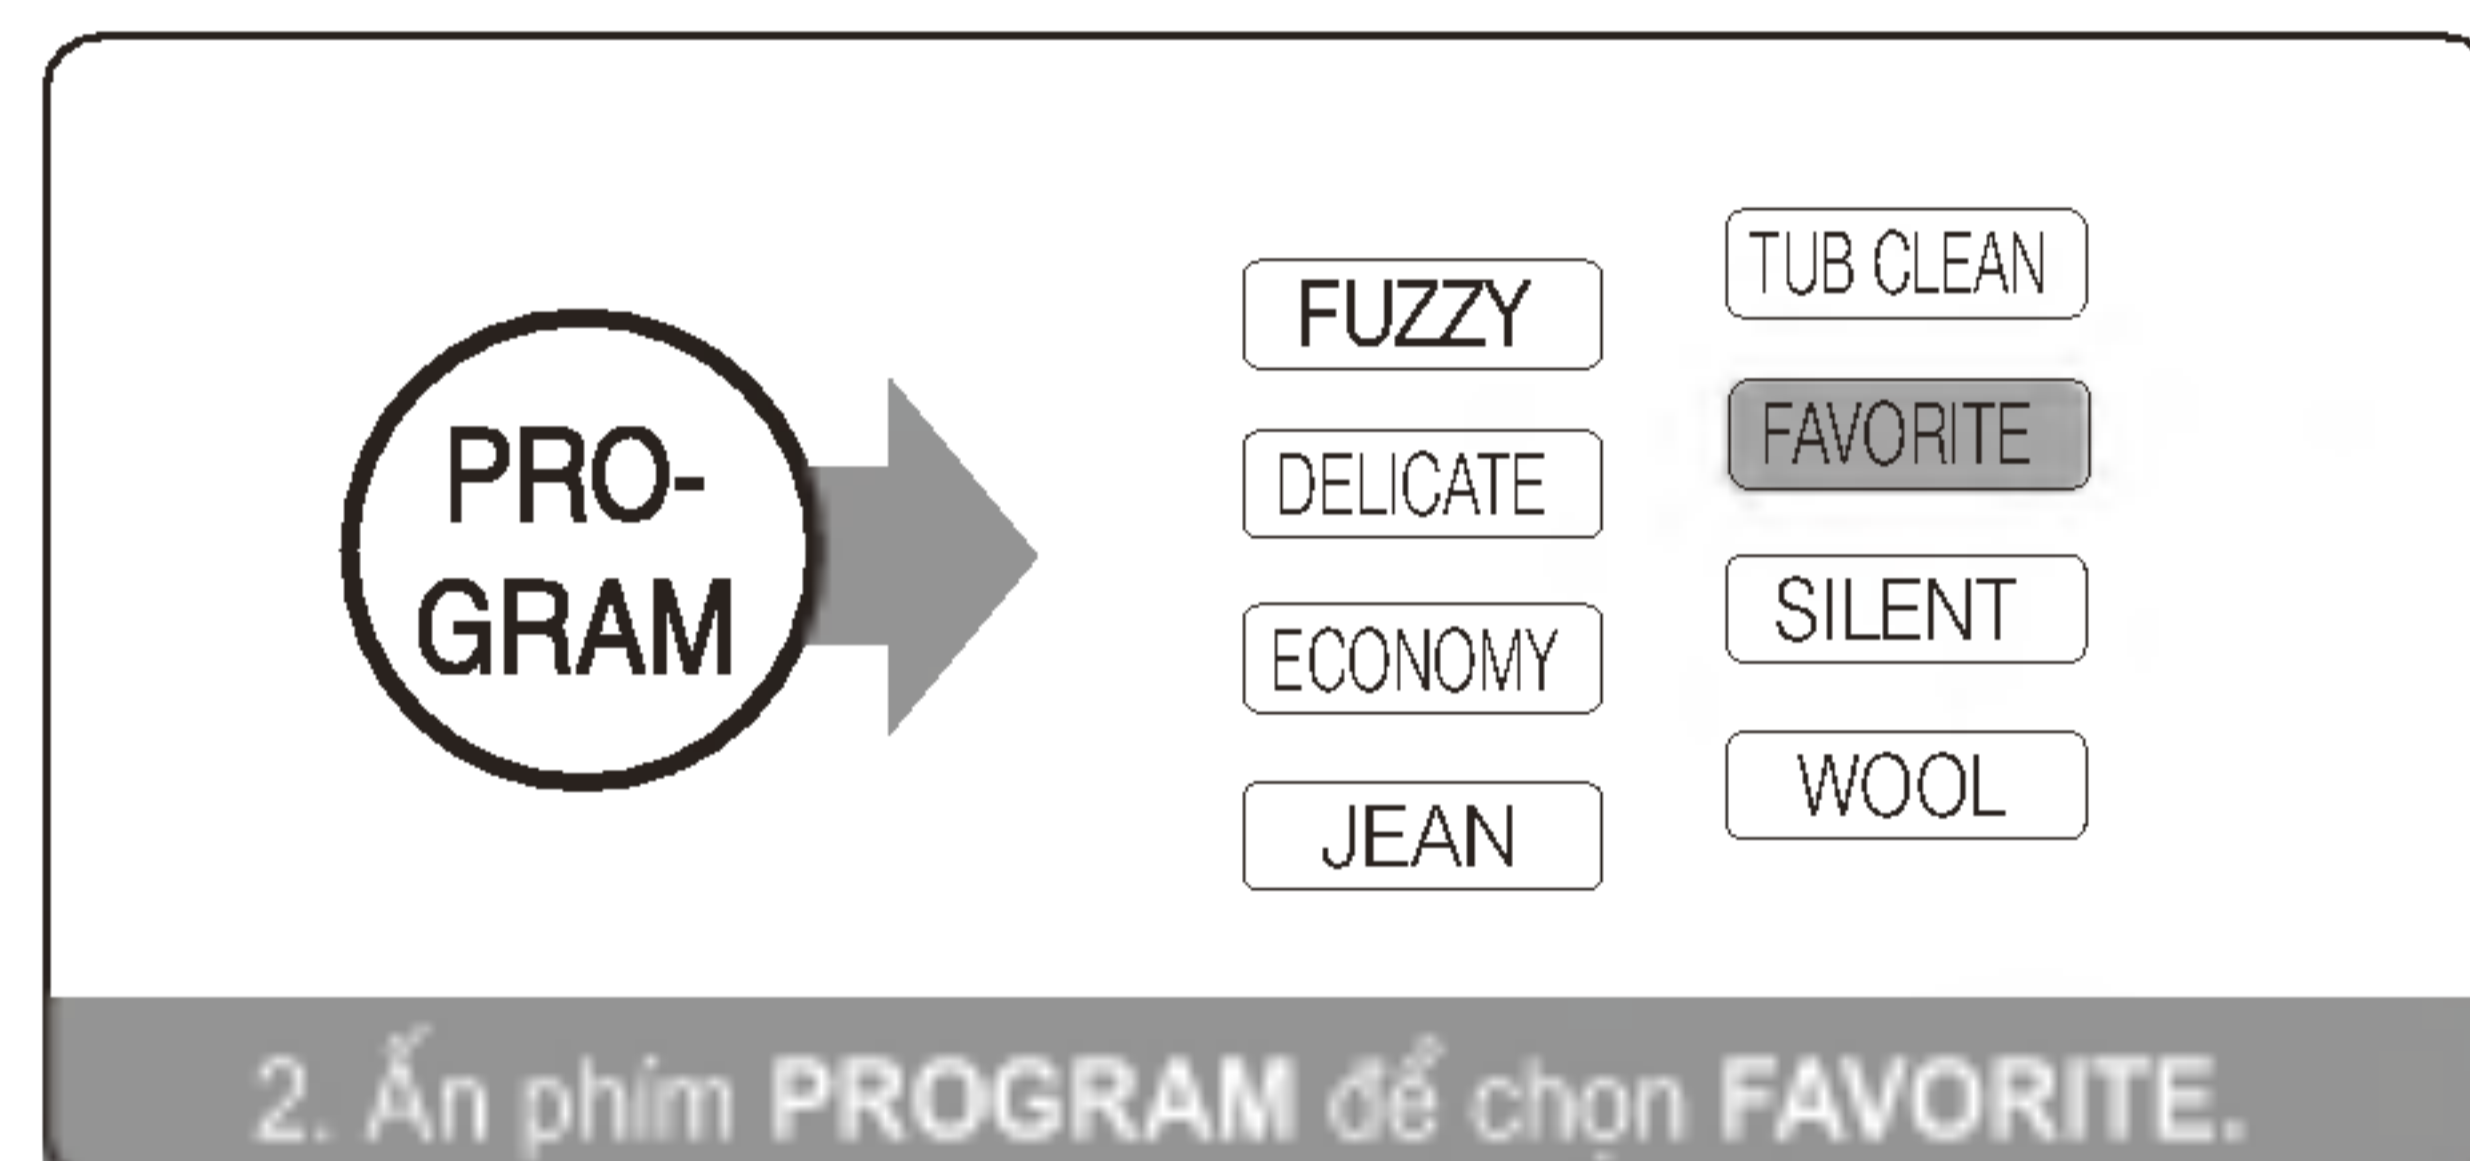 PRO-
GRAM
FUZZY
DELICATE
ECONOMY
JEAN
TUB CLEAN
FAVORITE
SILENT
WOOL
2. Ấn phím PROGRAM để chọn FAVORITE.